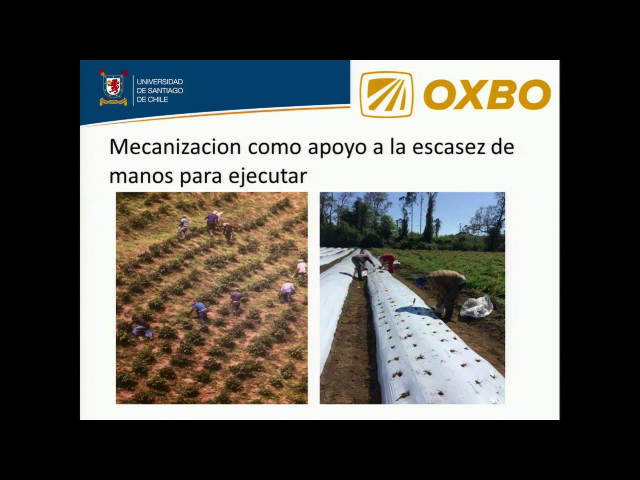 UNIVERSIDAD
DE SANTIAGO
DE CHILE
OXBO
Mecanizacion como apoyo a la escasez de
manos para ejecutar